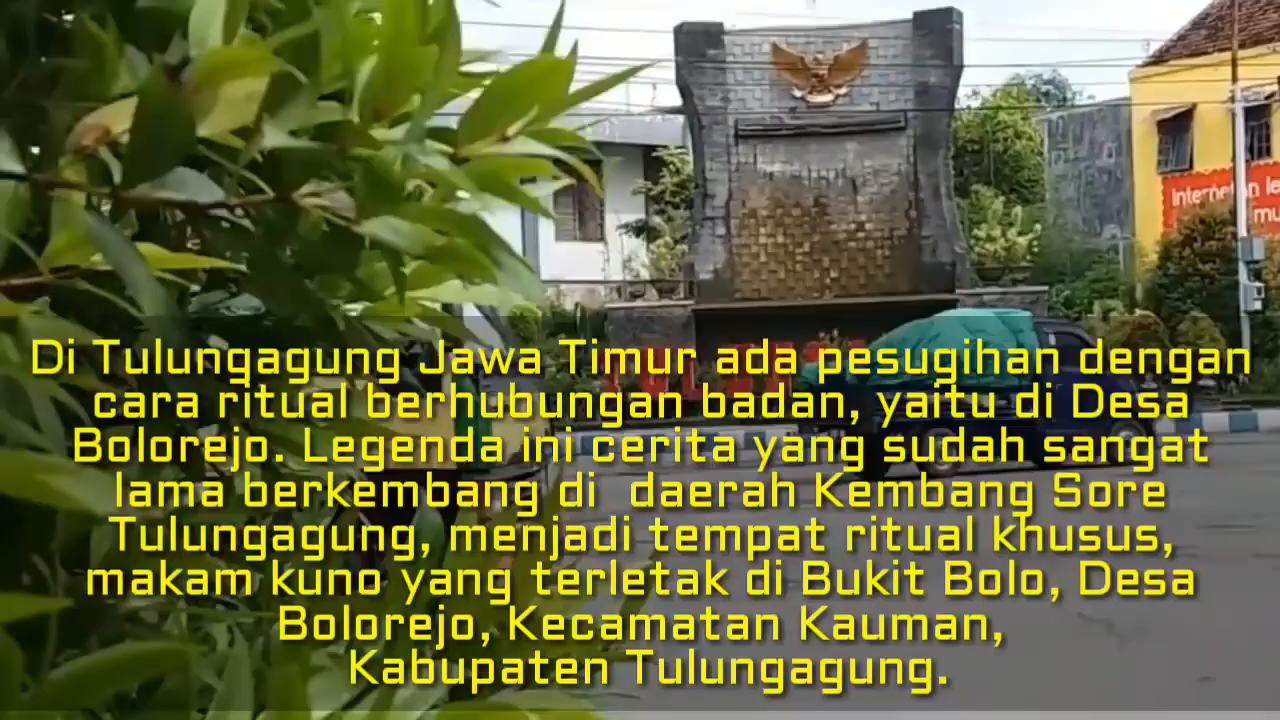 Internet
mu
Di Tulungagung Jawa Timur ada pesugihan dengan
cara ritual berhubungan badan, yaitu di Desa
Bolorejo. Legenda ini cerita yang sudah sangat
lama berkembang di daerah Kembang Sore
Tulungagung, menjadi tempat ritual khusus,
makam kuno yang terletak di Bukit Bolo, Desa
Bolorejo, Kecamatan Kauman,
Kabupaten Tulungagung.